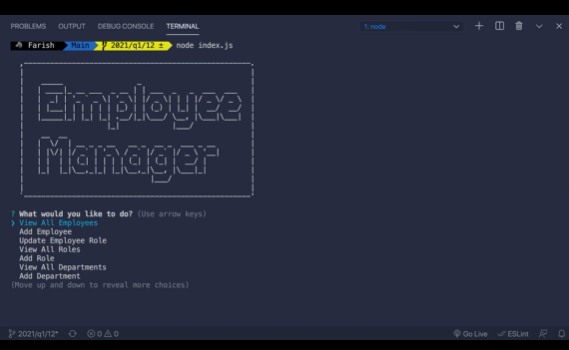 PROBLEMS OUTPUT DEBUG CONSOLE TERMINAL 1: node
Farish Main 2021/q1/12 ± node index.js
Employee
Manager
? What would you like to do? (Use arrow keys)
❯ View All Employees
Add Employee
Update Employee Role
View All Roles
Add Role
View All Departments
Add Department
(Move up and down to reveal more choices)
2021/q1/12* 0 0 Go Live ESLint